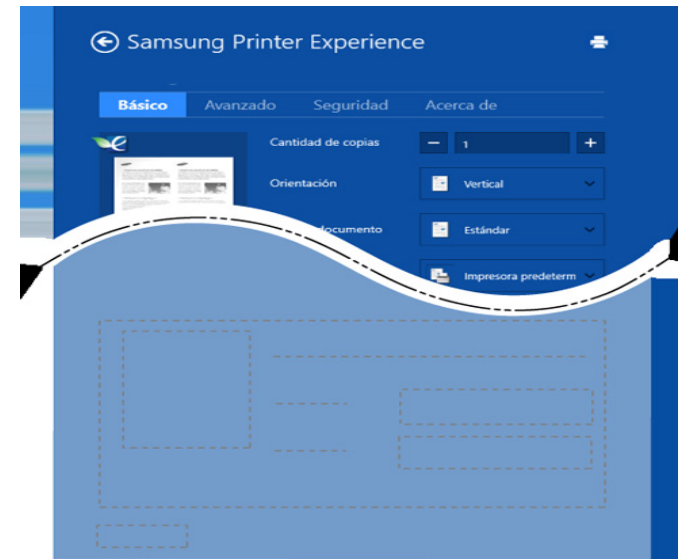 Samsung Printer Experience
Básico Avanzado Seguridad Acerca de
Cantidad de copias 1
Orientación Vertical
documento Estándar
Impresora predeterm